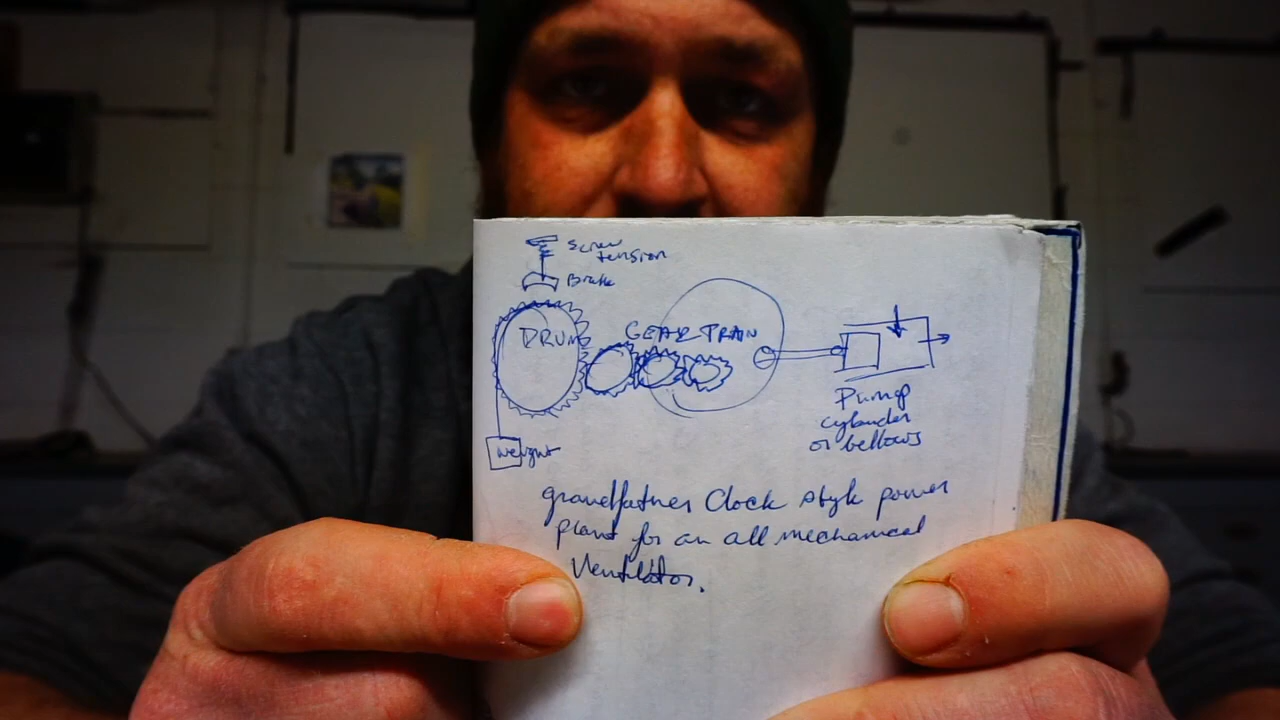 Screw
tension
Brake
DRUM
GEAR TRAIN
weight
Pump
cylinder
or bellows
grandfather Clock style power
plant for an all mechanical
Ventilator.